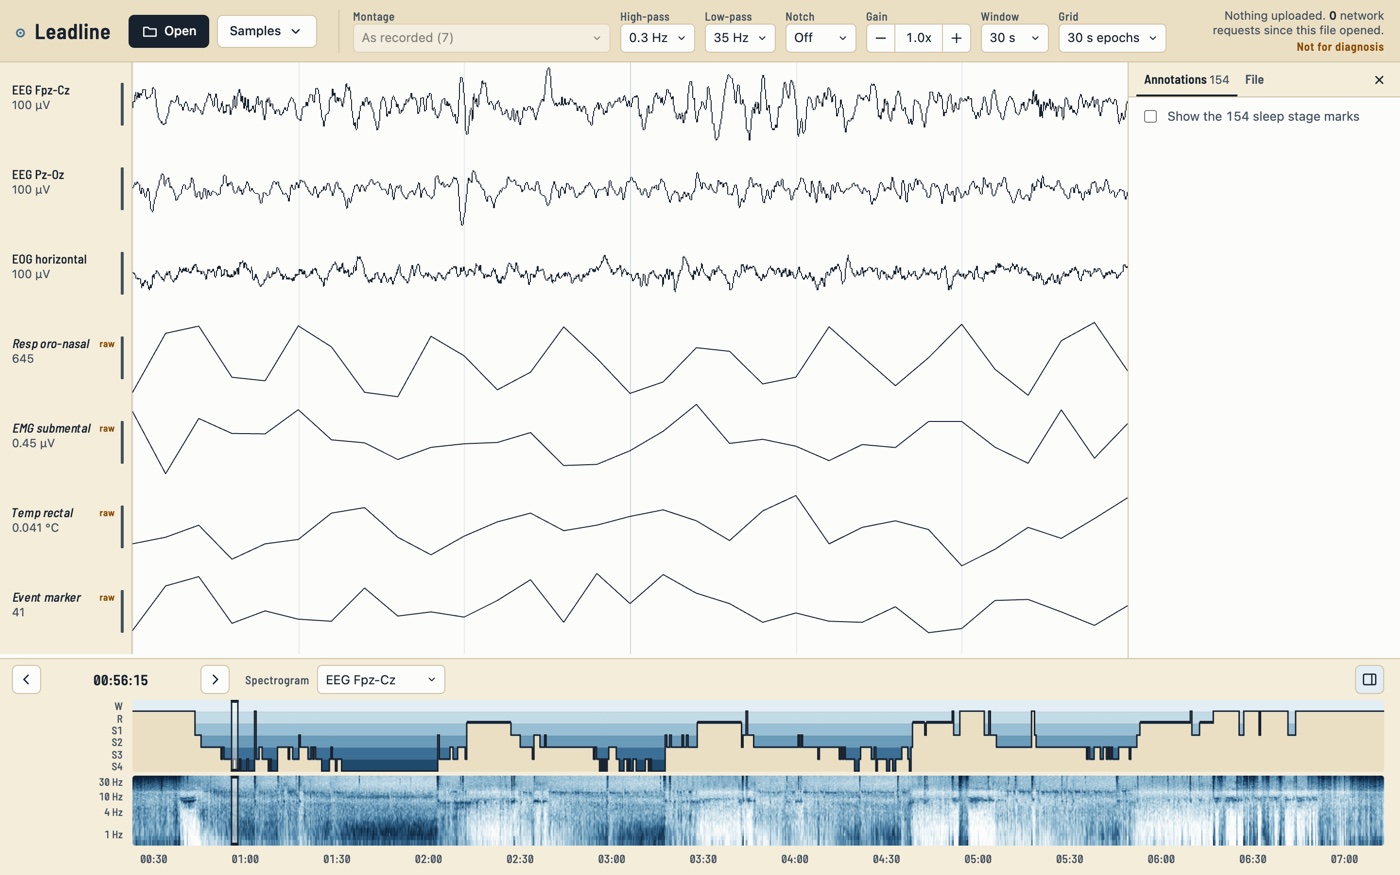 Leadline
Open
Samples
Montage
As recorded (7)
High-pass
0.3 Hz
Low-pass
35 Hz
Notch
Off
Gain
1.0x
Window
30 s
Grid
30 s epochs
Nothing uploaded. 0 network
requests since this file opened.
Not for diagnosis
EEG Fpz-Cz
100 µV
EEG Pz-Oz
100 µV
EOG horizontal
100 µV
Resp oro-nasal raw
645
EMG submental raw
0.45 µV
Temp rectal raw
0.041 °C
Event marker raw
41
Annotations 154
File
Show the 154 sleep stage marks
00:56:15
Spectrogram
EEG Fpz-Cz
W
R
S1
S2
S3
S4
30 Hz
10 Hz
4 Hz
1 Hz
00:30 01:00 01:30 02:00 02:30 03:00 03:30 04:00 04:30 05:00 05:30 06:00 06:30 07:00